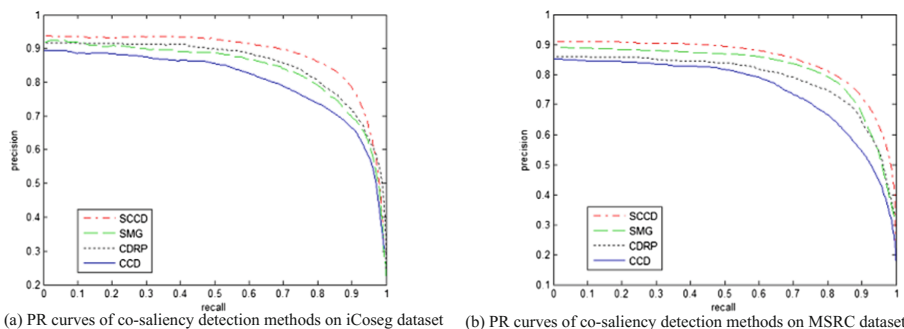 1
0.9
0.8
0.7
0.6
0.5
0.4
0.3
0.2
precision
SCCD
SMG
CDRP
CCD
0 0.1 0.2 0.3 0.4 0.5 0.6 0.7 0.8 0.9 1
recall
(a) PR curves of co-saliency detection methods on iCoseg dataset
1
0.9
0.8
0.7
0.6
0.5
0.4
0.3
0.2
0.1
precision
SCCD
SMG
CDRP
CCD
0 0.1 0.2 0.3 0.4 0.5 0.6 0.7 0.8 0.9 1
recall
(b) PR curves of co-saliency detection methods on MSRC dataset